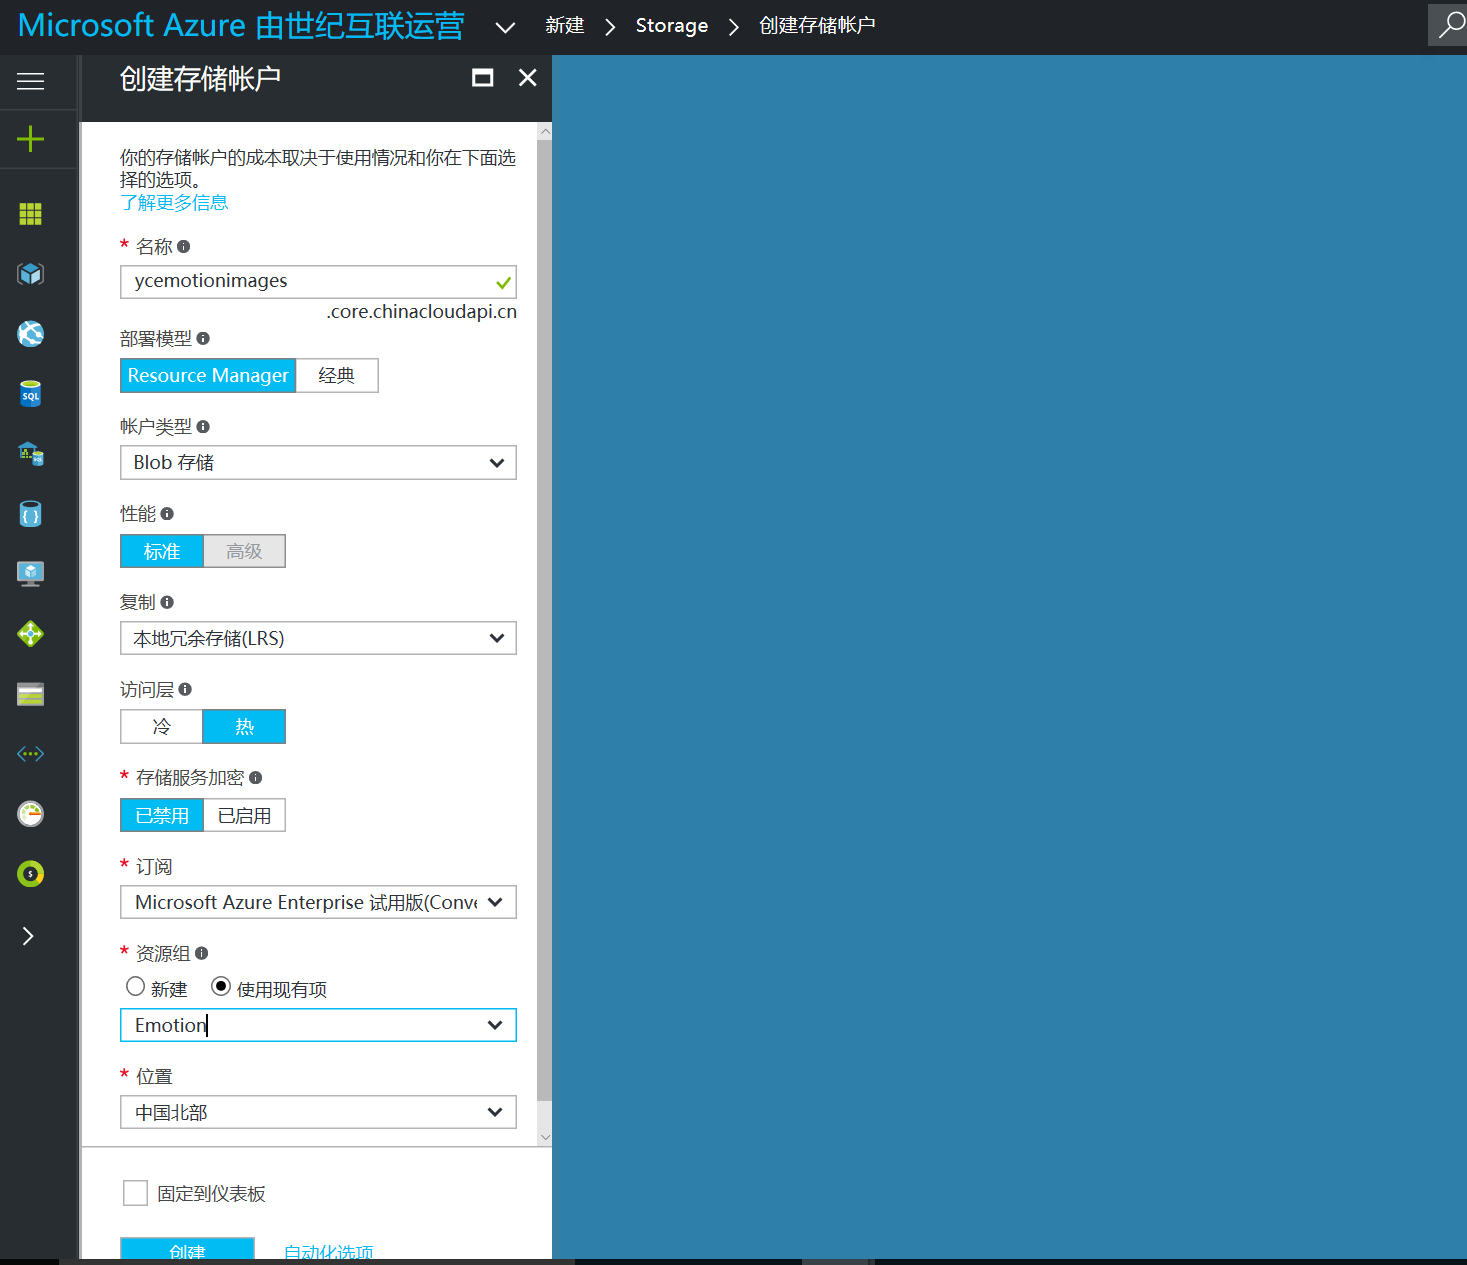 Microsoft Azure 由世纪互联运营
新建 > Storage > 创建存储帐户
创建存储帐户
你的存储帐户的成本取决于使用情况和你在下面选
择的选项。
了解更多信息
* 名称
ycemotionimages
.core.chinacloudapi.cn
部署模型
Resource Manager 经典
帐户类型
Blob 存储
性能
标准 高级
复制
本地冗余存储(LRS)
访问层
冷 热
* 存储服务加密
已禁用 已启用
* 订阅
Microsoft Azure Enterprise 试用版(Conve
* 资源组
新建 使用现有项
Emotion
* 位置
中国北部
固定到仪表板
创建 自动化选项